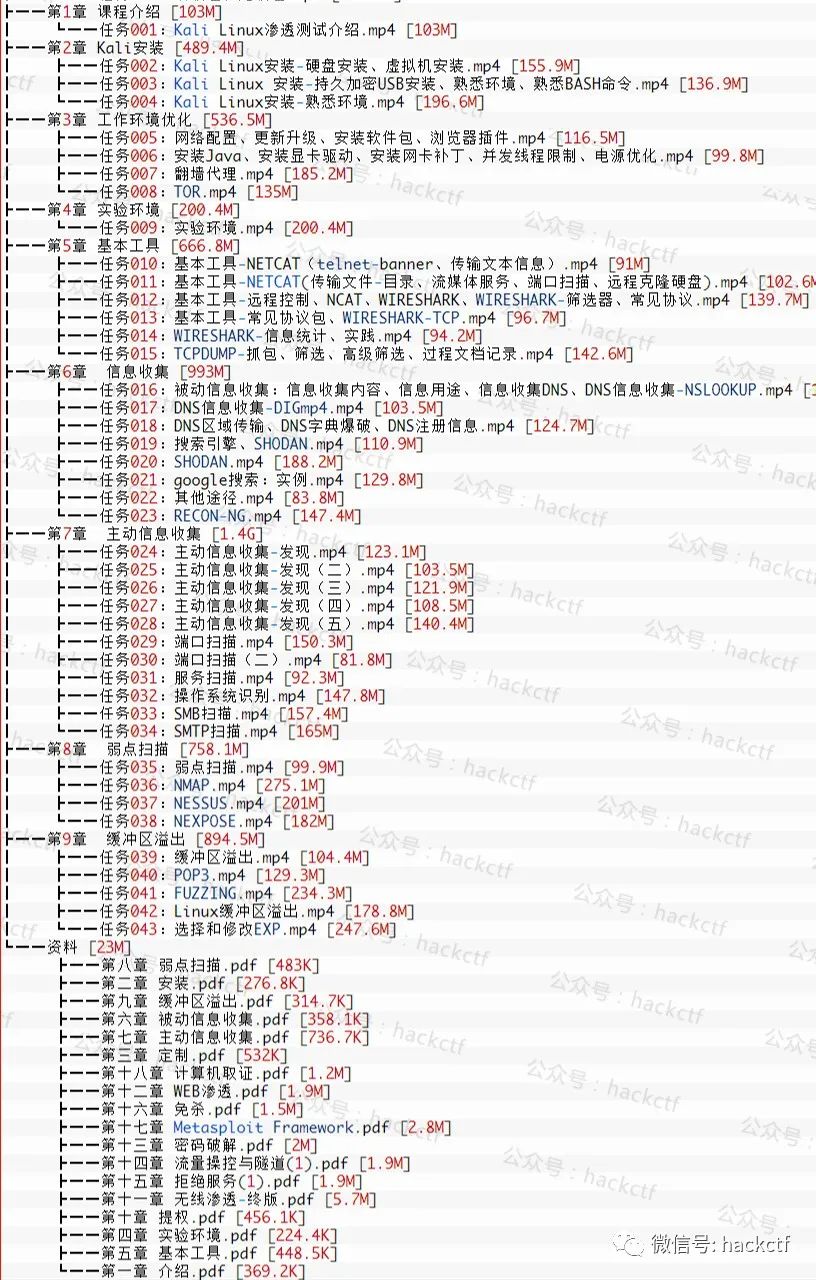 第1章 课程介绍 [103M]
任务001：Kali Linux渗透测试介绍.mp4 [103M]
第2章 Kali安装 [489.4M]
任务002：Kali Linux安装-硬盘安装、虚拟机安装.mp4 [155.9M]
任务003：Kali Linux 安装-持久加密USB安装、熟悉环境、熟悉BASH命令.mp4 [136.9M]
任务004：Kali Linux安装-熟悉环境.mp4 [196.6M]
第3章 工作环境优化 [536.5M]
任务005：网络配置、更新升级、安装软件包、浏览器插件.mp4 [116.5M]
任务006：安装Java、安装显卡驱动、安装网卡补丁、并发线程限制、电源优化.mp4 [99.8M]
任务007：翻墙代理.mp4 [185.2M]
任务008：TOR.mp4 [135M]
第4章 实验环境 [200.4M]
任务009：实验环境.mp4 [200.4M]
第5章 基本工具 [666.8M]
任务010：基本工具-NETCAT（telnet-banner、传输文本信息）.mp4 [91M]
任务011：基本工具-NETCAT(传输文件-目录、流媒体服务、端口扫描、远程克隆硬盘).mp4 [102.6M
任务012：基本工具-远程控制、NCAT、WIRESHARK、WIRESHARK-筛选器、常见协议.mp4 [139.7M]
任务013：基本工具-常见协议包、WIRESHARK-TCP.mp4 [96.7M]
任务014：WIRESHARK-信息统计、实践.mp4 [94.2M]
任务015：TCPDUMP-抓包、筛选、高级筛选、过程文档记录.mp4 [142.6M]
第6章 信息收集 [993M]
任务016：被动信息收集：信息收集内容、信息用途、信息收集DNS、DNS信息收集-NSLOOKUP.mp4 [1
任务017：DNS信息收集-DIGmp4.mp4 [103.5M]
任务018：DNS区域传输、DNS字典爆破、DNS注册信息.mp4 [124.7M]
任务019：搜索引擎、SHODAN.mp4 [110.9M]
任务020：SHODAN.mp4 [188.2M]
任务021：google搜索：实例.mp4 [129.8M]
任务022：其他途径.mp4 [83.8M]
任务023：RECON-NG.mp4 [147.4M]
第7章 主动信息收集 [1.4G]
任务024：主动信息收集-发现.mp4 [123.1M]
任务025：主动信息收集-发现（二）.mp4 [103.5M]
任务026：主动信息收集-发现（三）.mp4 [121.9M]
任务027：主动信息收集-发现（四）.mp4 [108.5M]
任务028：主动信息收集-发现（五）.mp4 [140.4M]
任务029：端口扫描.mp4 [150.3M]
任务030：端口扫描（二）.mp4 [81.8M]
任务031：服务扫描.mp4 [92.3M]
任务032：操作系统识别.mp4 [147.8M]
任务033：SMB扫描.mp4 [157.4M]
任务034：SMTP扫描.mp4 [165M]
第8章 弱点扫描 [758.1M]
任务035：弱点扫描.mp4 [99.9M]
任务036：NMAP.mp4 [275.1M]
任务037：NESSUS.mp4 [201M]
任务038：NEXPOSE.mp4 [182M]
第9章 缓冲区溢出 [894.5M]
任务039：缓冲区溢出.mp4 [104.4M]
任务040：POP3.mp4 [129.3M]
任务041：FUZZING.mp4 [234.3M]
任务042：Linux缓冲区溢出.mp4 [178.8M]
任务043：选择和修改EXP.mp4 [247.6M]
资料 [23M]
第八章 弱点扫描.pdf [483K]
第二章 安装.pdf [276.8K]
第九章 缓冲区溢出.pdf [314.7K]
第六章 被动信息收集.pdf [358.1K]
第七章 主动信息收集.pdf [736.7K]
第三章 定制.pdf [532K]
第十八章 计算机取证.pdf [1.2M]
第十二章 WEB渗透.pdf [1.9M]
第十六章 免杀.pdf [1.5M]
第十七章 Metasploit Framework.pdf [2.8M]
第十三章 密码破解.pdf [2M]
第十四章 流量操控与隧道(1).pdf [1.9M]
第十五章 拒绝服务(1).pdf [1.9M]
第十一章 无线渗透-终版.pdf [5.7M]
第十章 提权.pdf [456.1K]
第四章 实验环境.pdf [224.4K]
第五章 基本工具.pdf [448.5K]
第一章 介绍.pdf [369.2K]
微信号: hackctf